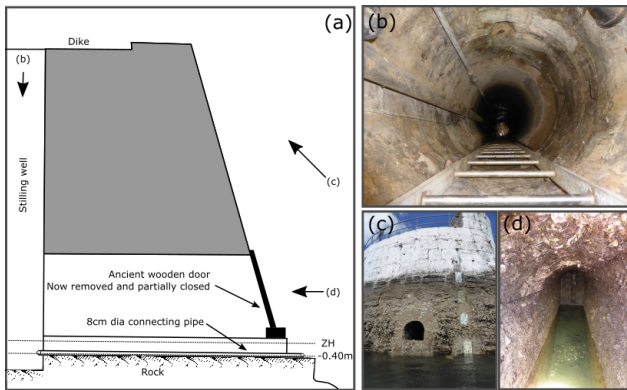 (a)
Dike
(b)
Stilling well
(c)
Ancient wooden door
Now removed and partially closed
(d)
8cm dia connecting pipe
ZH
-0.40m
Rock
(b)
(c)
(d)